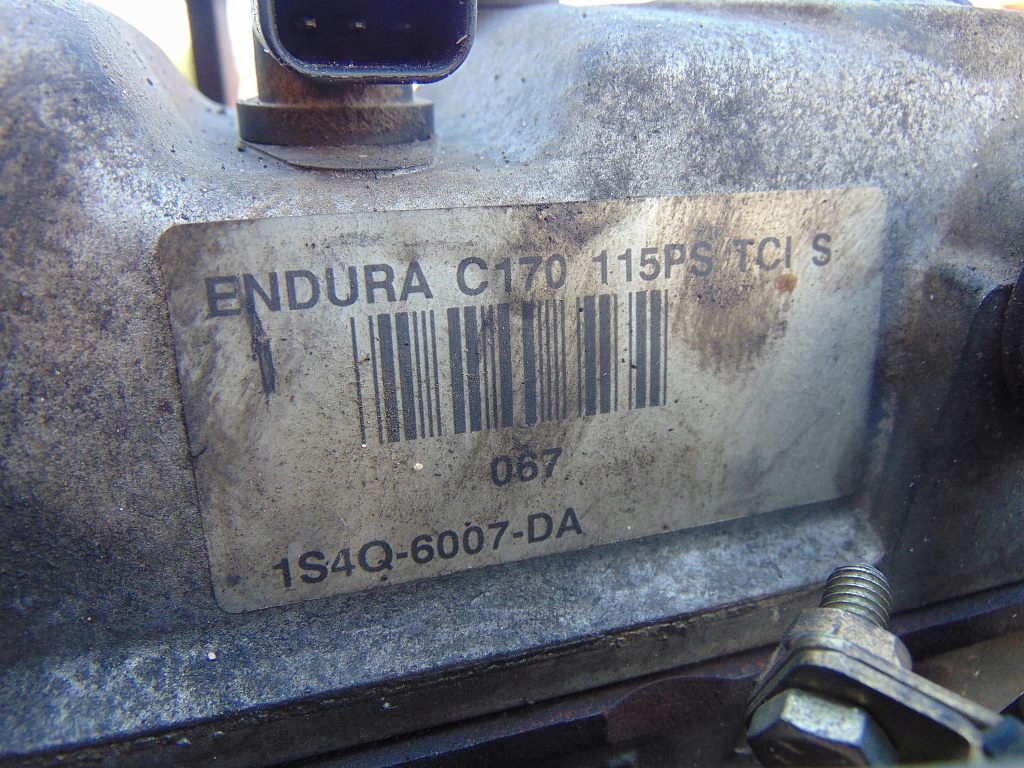 ENDURA C170 115PS TCI S
067
1S4Q-6007-DA